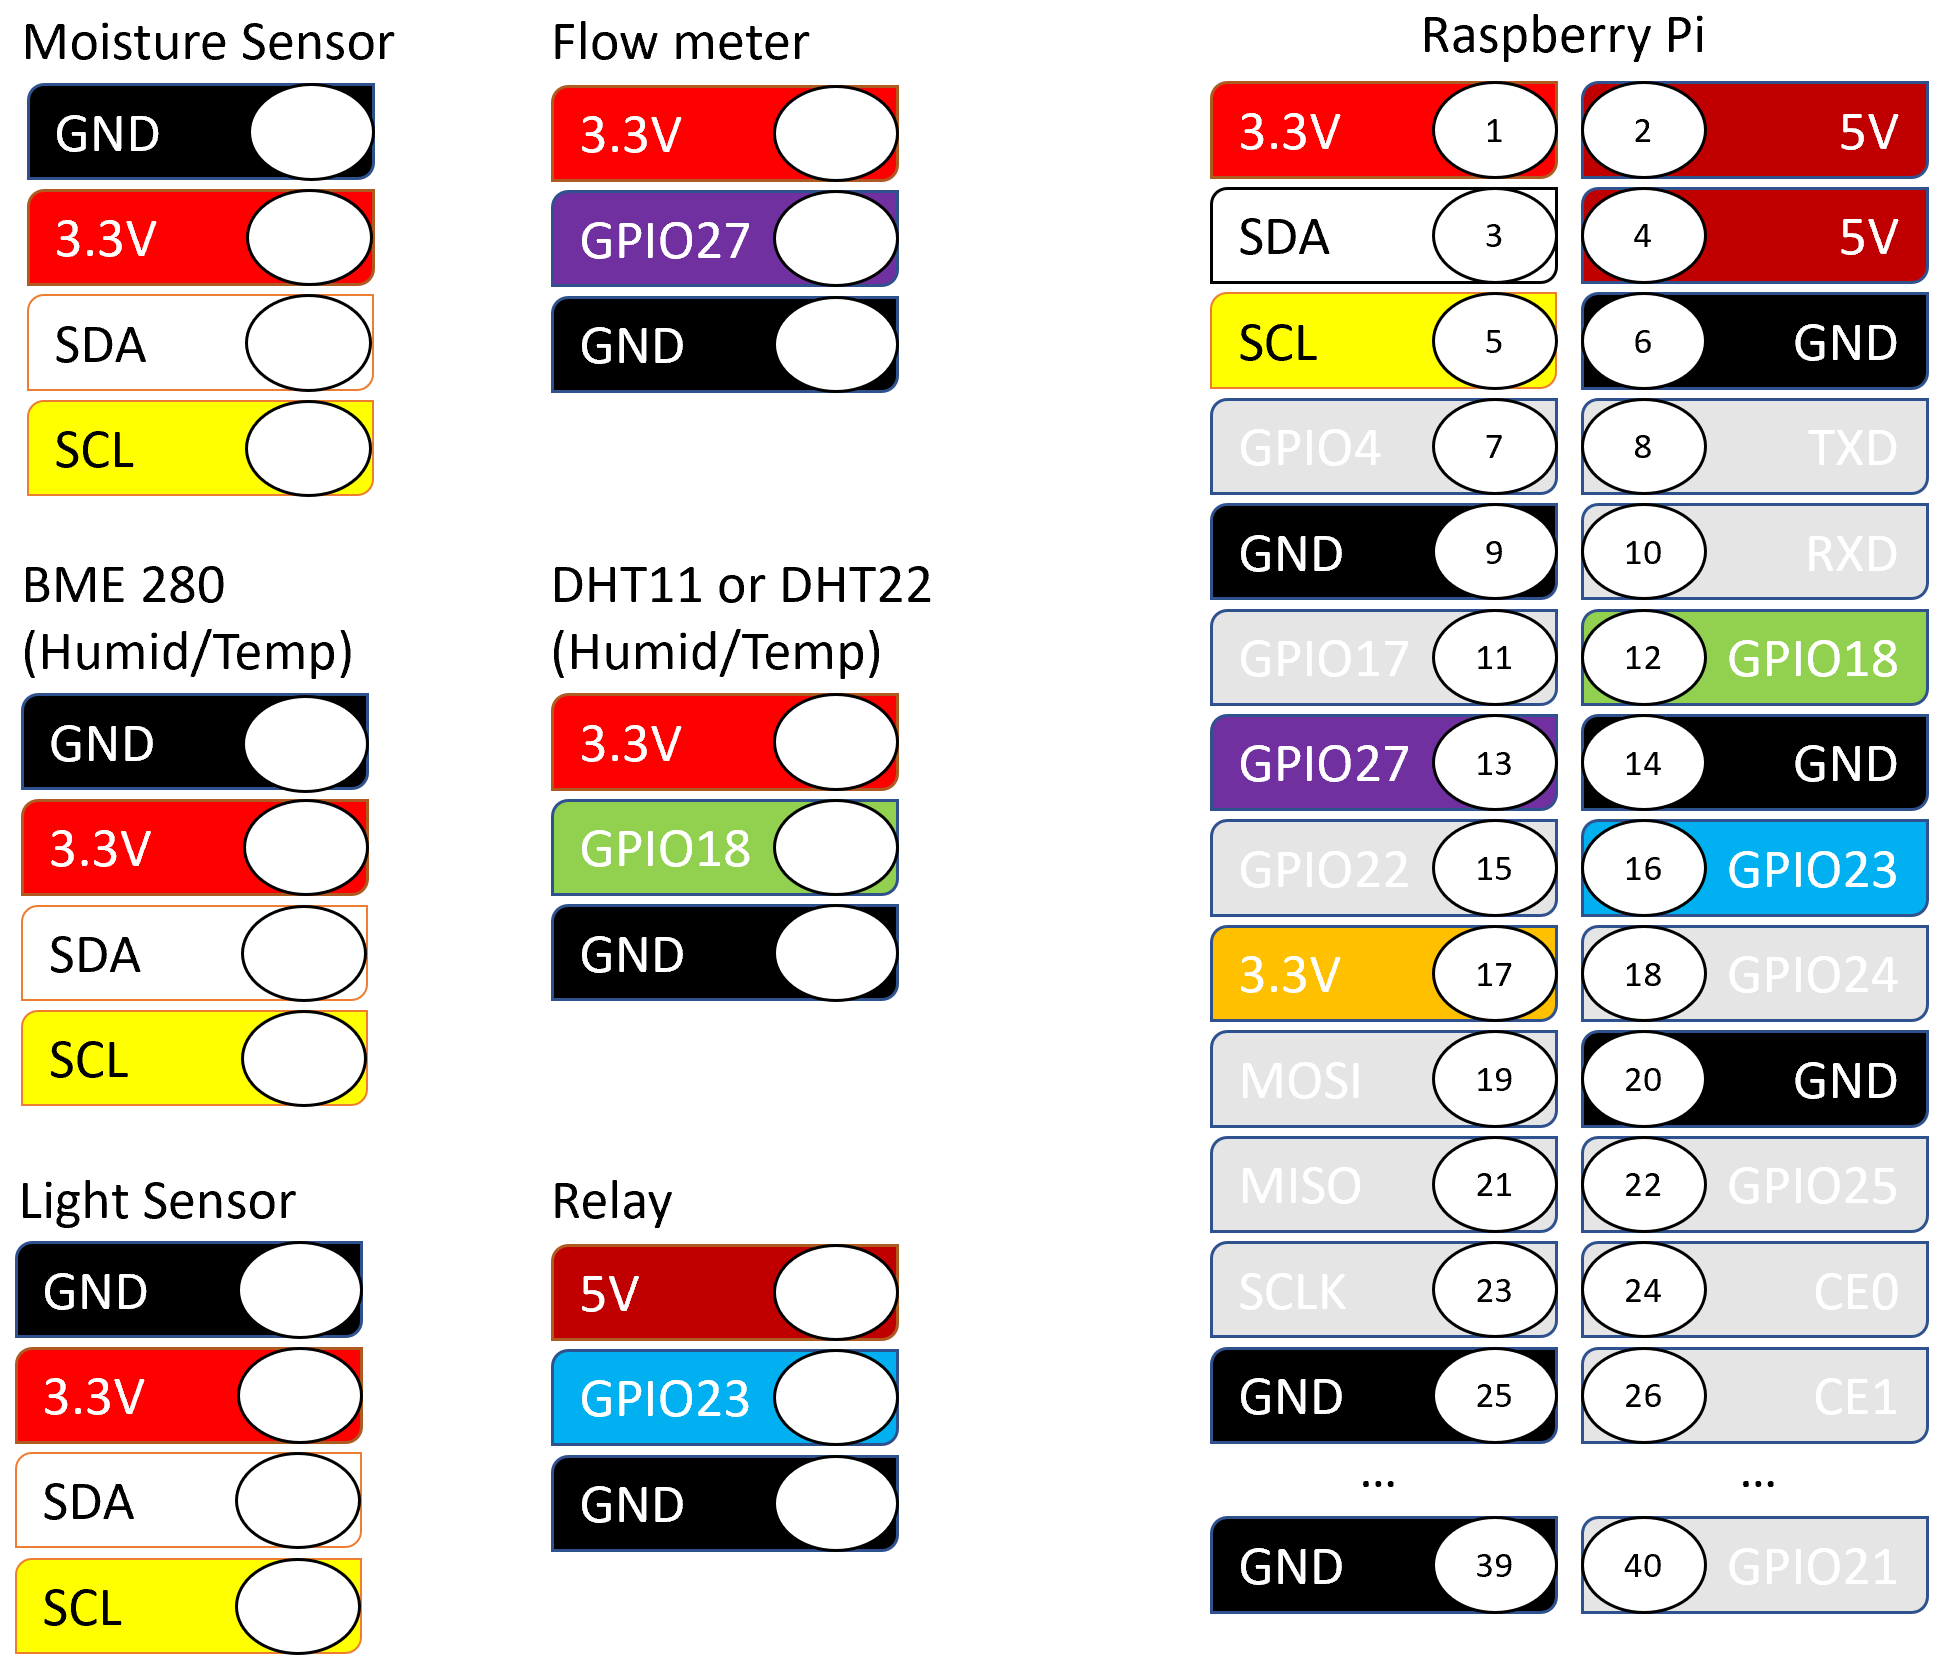 Moisture Sensor
GND
3.3V
SDA
SCL
BME 280
(Humid/Temp)
GND
3.3V
SDA
SCL
Light Sensor
GND
3.3V
SDA
SCL
Flow meter
3.3V
GPIO27
GND
DHT11 or DHT22
(Humid/Temp)
3.3V
GPIO18
GND
Relay
5V
GPIO23
GND
Raspberry Pi
3.3V 1 2 5V
SDA 3 4 5V
SCL 5 6 GND
GPIO4 7 8 TXD
GND 9 10 RXD
GPIO17 11 12 GPIO18
GPIO27 13 14 GND
GPIO22 15 16 GPIO23
3.3V 17 18 GPIO24
MOSI 19 20 GND
MISO 21 22 GPIO25
SCLK 23 24 CE0
GND 25 26 CE1
... ...
GND 39 40 GPIO21